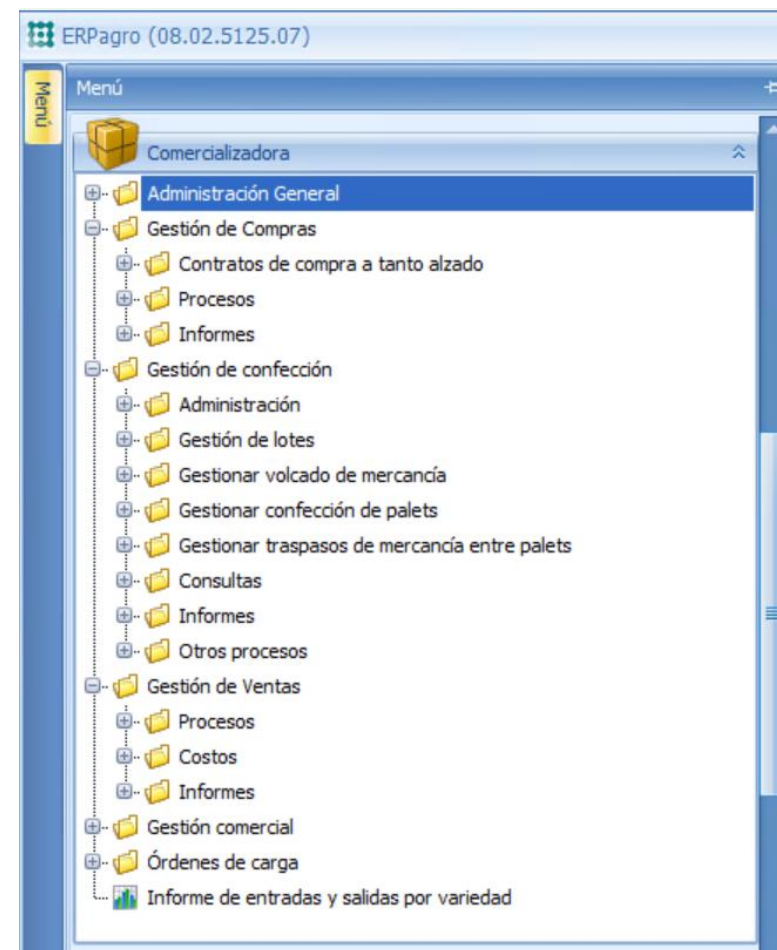 ERPagro (08.02.5125.07)
Menú
Menú
Comercializadora
Administración General
Gestión de Compras
Contratos de compra a tanto alzado
Procesos
Informes
Gestión de confección
Administración
Gestión de lotes
Gestionar volcado de mercancía
Gestionar confección de palets
Gestionar traspasos de mercancía entre palets
Consultas
Informes
Otros procesos
Gestión de Ventas
Procesos
Costos
Informes
Gestión comercial
Órdenes de carga
Informe de entradas y salidas por variedad